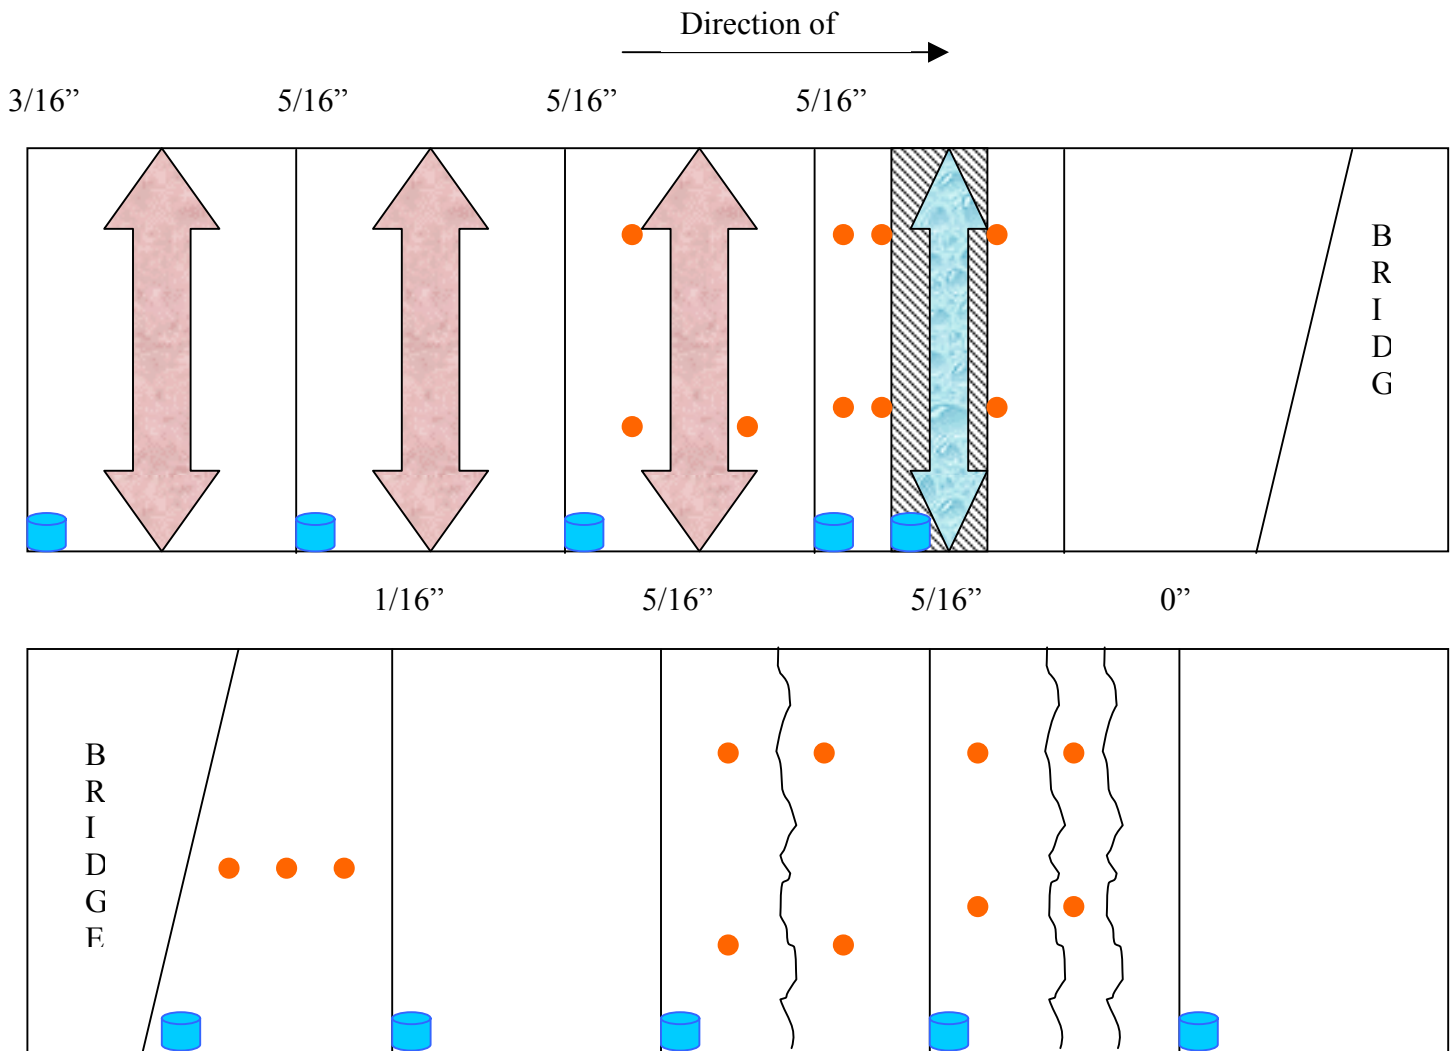 Direction of
3/16” 5/16” 5/16” 5/16”
B
R
I
D
G
1/16” 5/16” 5/16” 0”
B
R
I
D
G
E